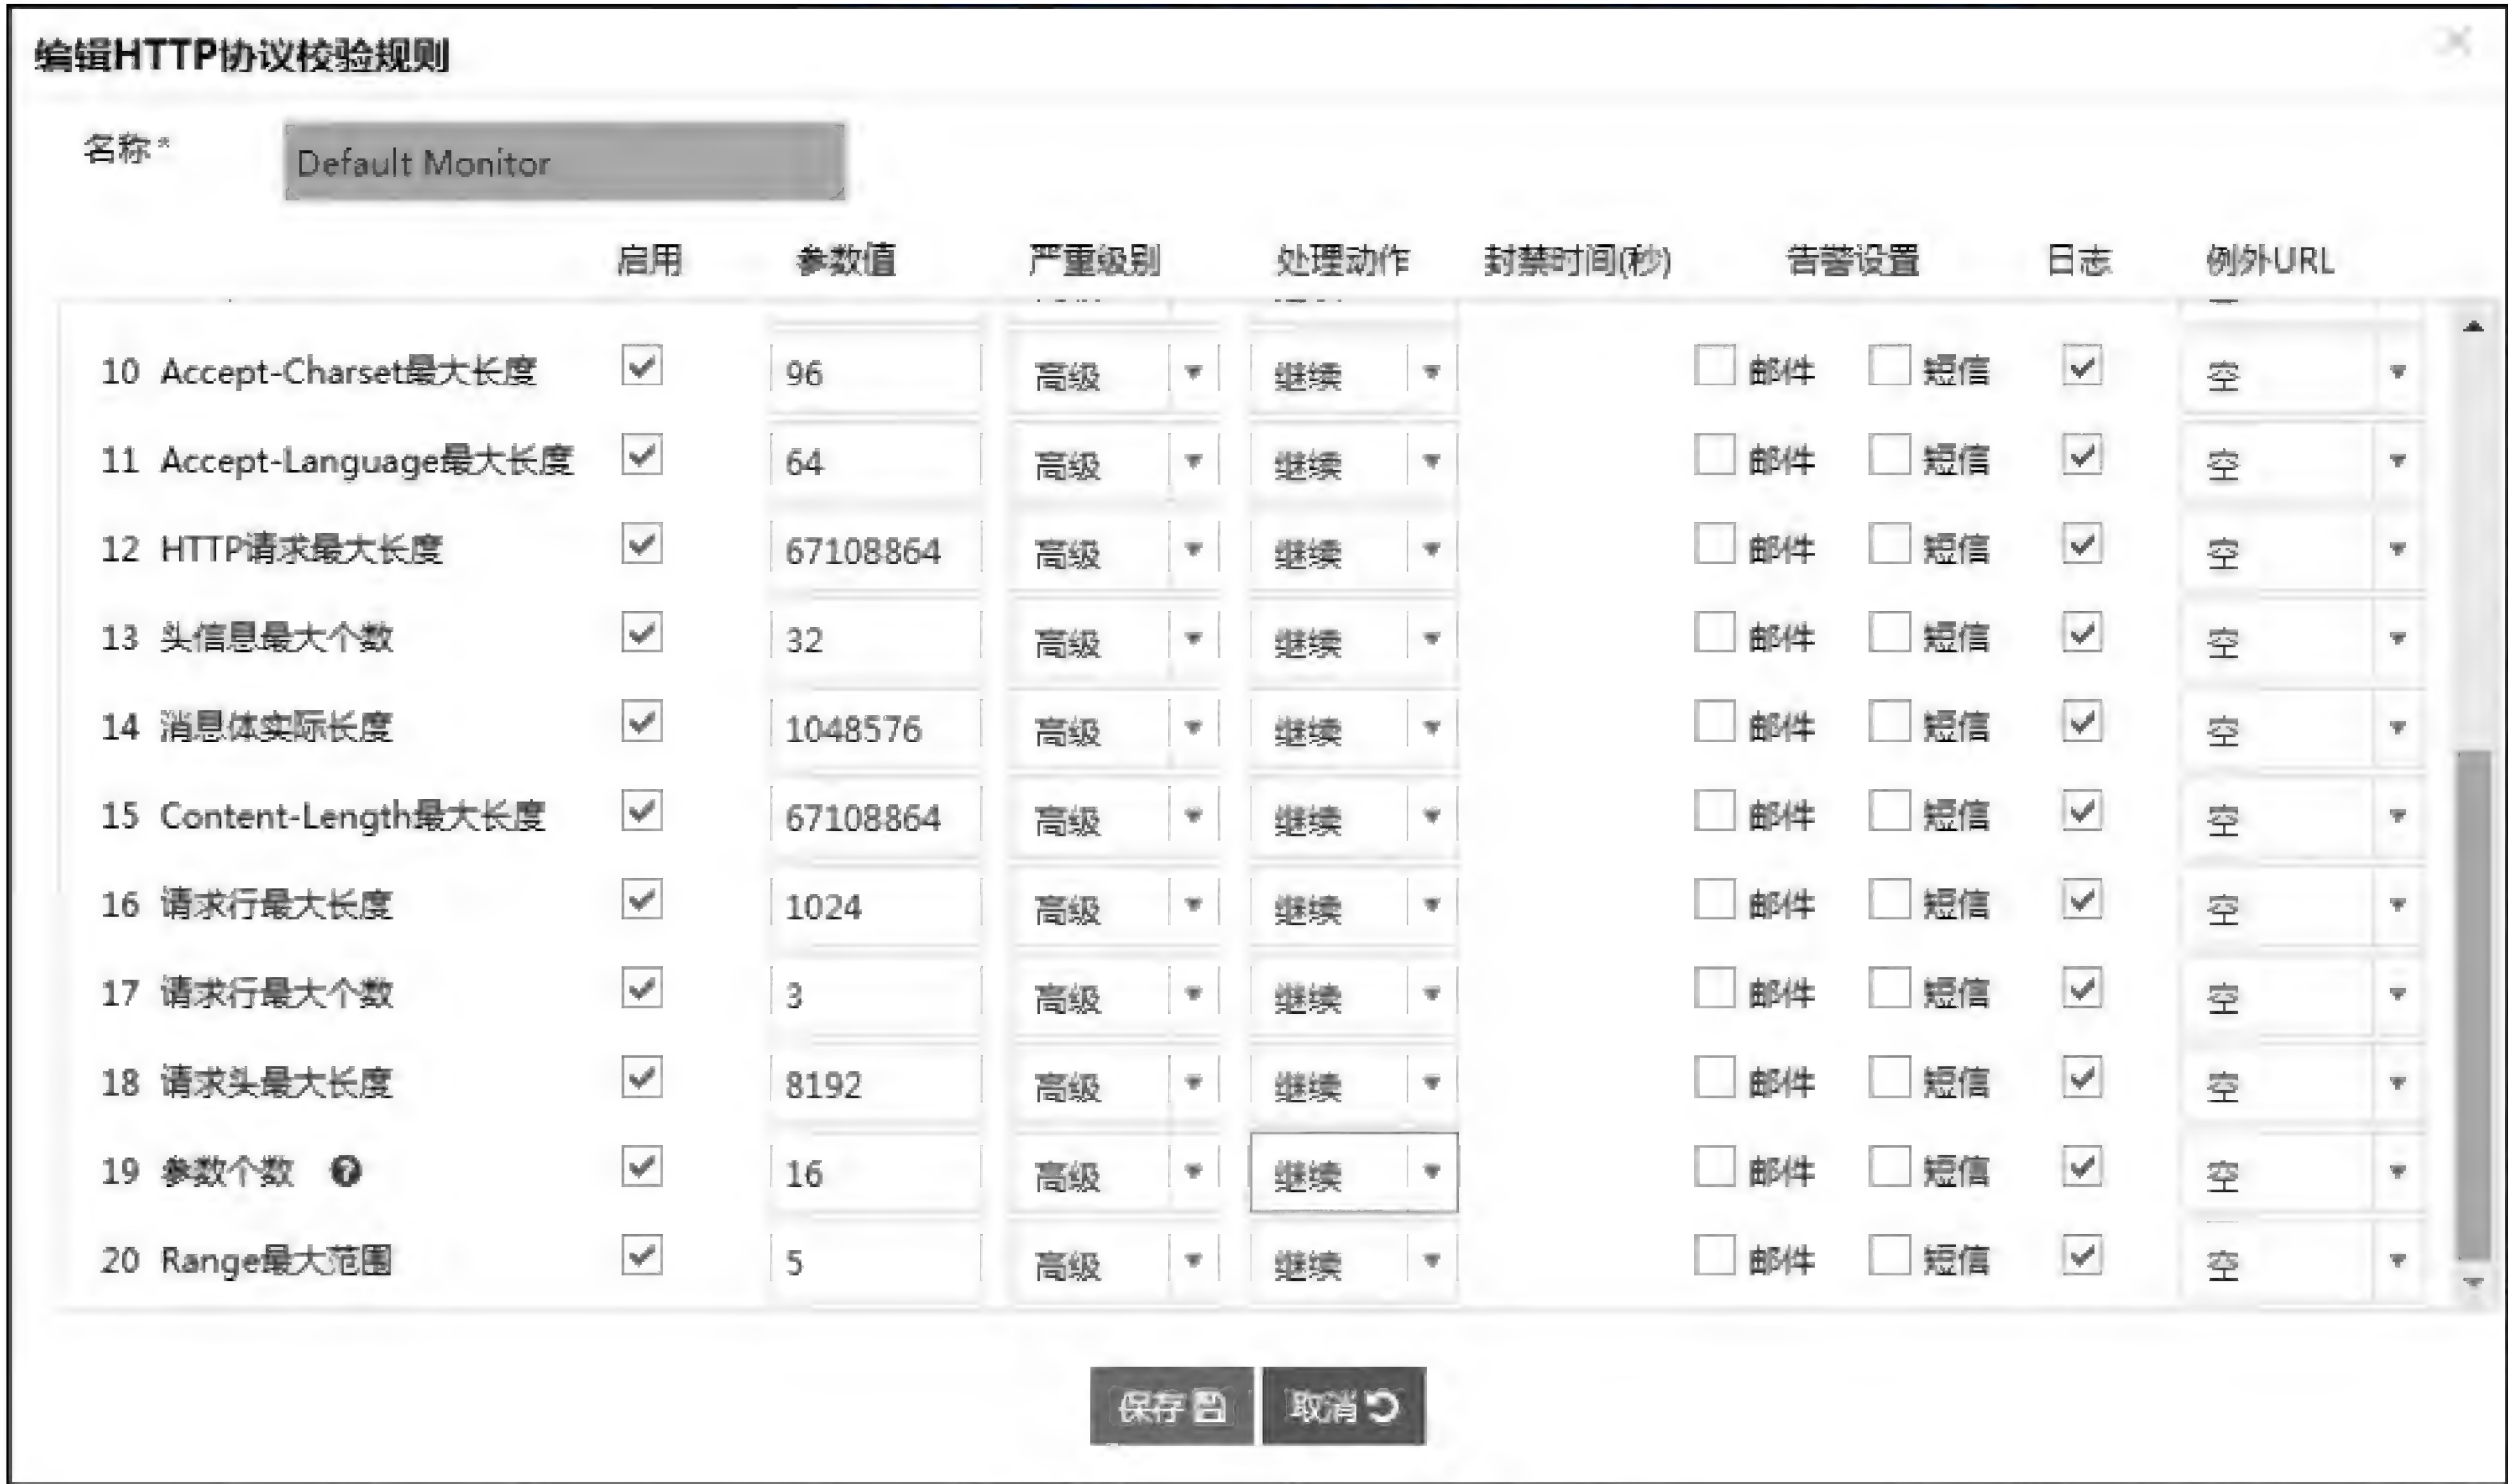 编辑HTTP协议校验规则
名称*
Default Monitor
启用 参数值 严重级别 处理动作 封禁时间(秒) 告警设置 日志 例外URL
10 Accept-Charset最大长度 96 高级 继续 邮件 短信 空
11 Accept-Language最大长度 64 高级 继续 邮件 短信 空
12 HTTP请求最大长度 67108864 高级 继续 邮件 短信 空
13 头信息最大个数 32 高级 继续 邮件 短信 空
14 消息体实际长度 1048576 高级 继续 邮件 短信 空
15 Content-Length最大长度 67108864 高级 继续 邮件 短信 空
16 请求行最大长度 1024 高级 继续 邮件 短信 空
17 请求行最大个数 3 高级 继续 邮件 短信 空
18 请求头最大长度 8192 高级 继续 邮件 短信 空
19 参数个数 ? 16 高级 继续 邮件 短信 空
20 Range最大范围 5 高级 继续 邮件 短信 空
保存 取消